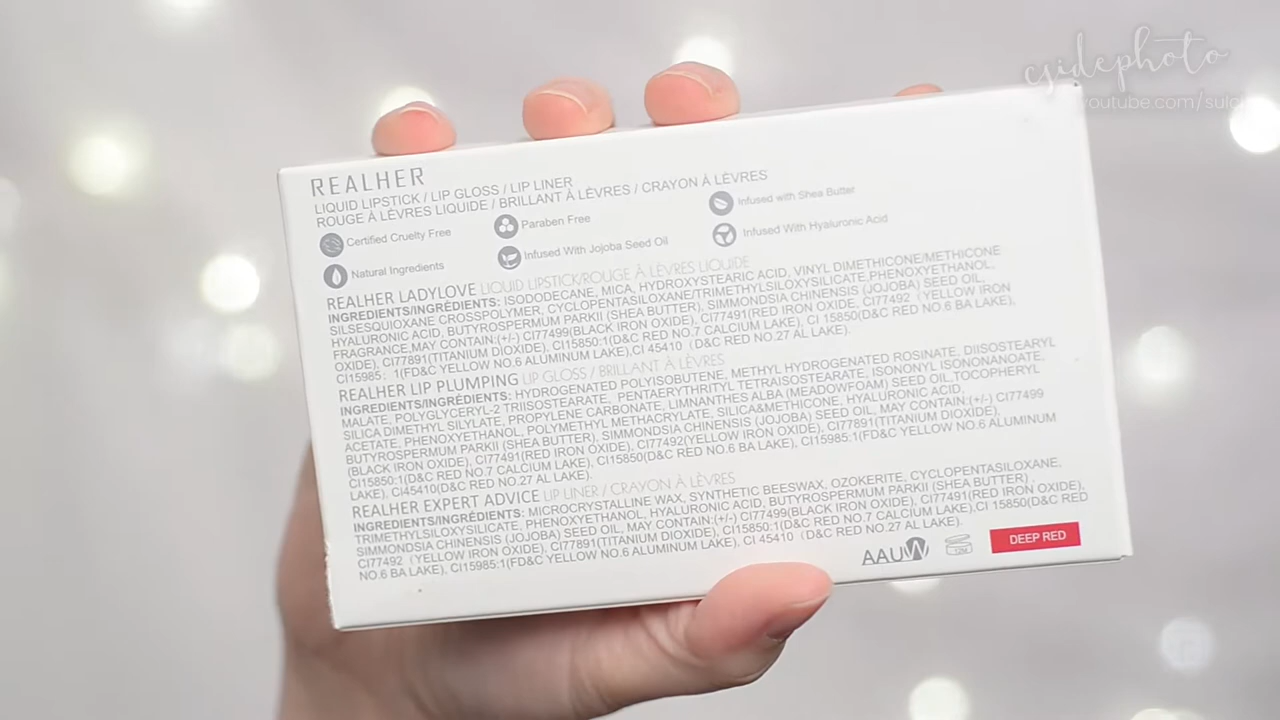 csidephoto
youtube.com/sulci
REALHER
LIQUID LIPSTICK / LIP GLOSS / LIP LINER
ROUGE À LÈVRES LIQUIDE / BRILLANT À LÈVRES / CRAYON À LÈVRES
Certified Cruelty Free
Paraben Free
Infused with Shea Butter
Natural Ingredients
Infused With Jojoba Seed Oil
Infused With Hyaluronic Acid
REALHER LADYLOVE LIQUID LIPSTICK/ROUGE À LÈVRES LIQUIDE
INGREDIENTS/INGRÉDIENTS: ISODODECANE, MICA, HYDROXYSTEARIC ACID, VINYL DIMETHICONE/METHICONE
SILSESQUIOXANE CROSSPOLYMER, CYCLOPENTASILOXANE/TRIMETHYLSILOXYSILICATE,PHENOXYETHANOL,
HYALURONIC ACID, BUTYROSPERMUM PARKII (SHEA BUTTER), SIMMONDSIA CHINENSIS (JOJOBA) SEED OIL,
FRAGRANCE,MAY CONTAIN:(+/-) CI77499(BLACK IRON OXIDE), CI77491(RED IRON OXIDE), CI77492 (YELLOW IRON
OXIDE), CI77891(TITANIUM DIOXIDE), CI15850:1(D&C RED NO.7 CALCIUM LAKE), CI 15850(D&C RED NO.6 BA LAKE),
CI15985：1(FD&C YELLOW NO.6 ALUMINUM LAKE),CI 45410 (D&C RED NO.27 AL LAKE).
REALHER LIP PLUMPING LIP GLOSS / BRILLANT À LÈVRES
INGREDIENTS/INGRÉDIENTS: HYDROGENATED POLYISOBUTENE, METHYL HYDROGENATED ROSINATE, DIISOSTEARYL
MALATE, POLYGLYCERYL-2 TRIISOSTEARATE, PENTAERYTHRITYL TETRAISOSTEARATE, ISONONYL ISONONANOATE,
SILICA DIMETHYL SILYLATE, PROPYLENE CARBONATE, LIMNANTHES ALBA (MEADOWFOAM) SEED OIL,TOCOPHERYL
ACETATE, PHENOXYETHANOL, POLYMETHYL METHACRYLATE, SILICA&METHICONE, HYALURONIC ACID,
BUTYROSPERMUM PARKII (SHEA BUTTER), SIMMONDSIA CHINENSIS (JOJOBA) SEED OIL, MAY CONTAIN:(+/-) CI77499
(BLACK IRON OXIDE), CI77491(RED IRON OXIDE), CI77492(YELLOW IRON OXIDE), CI77891(TITANIUM DIOXIDE),
CI15850:1(D&C RED NO.7 CALCIUM LAKE), CI15850(D&C RED NO.6 BA LAKE), CI15985:1(FD&C YELLOW NO.6 ALUMINUM
LAKE), CI45410(D&C RED NO.27 AL LAKE).
REALHER EXPERT ADVICE LIP LINER / CRAYON À LÈVRES
INGREDIENTS/INGRÉDIENTS: MICROCRYSTALLINE WAX, SYNTHETIC BEESWAX, OZOKERITE, CYCLOPENTASILOXANE,
TRIMETHYLSILOXYSILICATE, PHENOXYETHANOL, HYALURONIC ACID, BUTYROSPERMUM PARKII (SHEA BUTTER) ,
SIMMONDSIA CHINENSIS (JOJOBA) SEED OIL, MAY CONTAIN:(+/-) CI77499(BLACK IRON OXIDE), CI77491(RED IRON OXIDE),
CI77492 (YELLOW IRON OXIDE), CI77891(TITANIUM DIOXIDE), CI15850:1(D&C RED NO.7 CALCIUM LAKE),CI 15850(D&C RED
NO.6 BA LAKE), CI15985:1(FD&C YELLOW NO.6 ALUMINUM LAKE). CI 45410 (D&C RED NO.27 AL LAKE).
AAUW
12M
DEEP RED